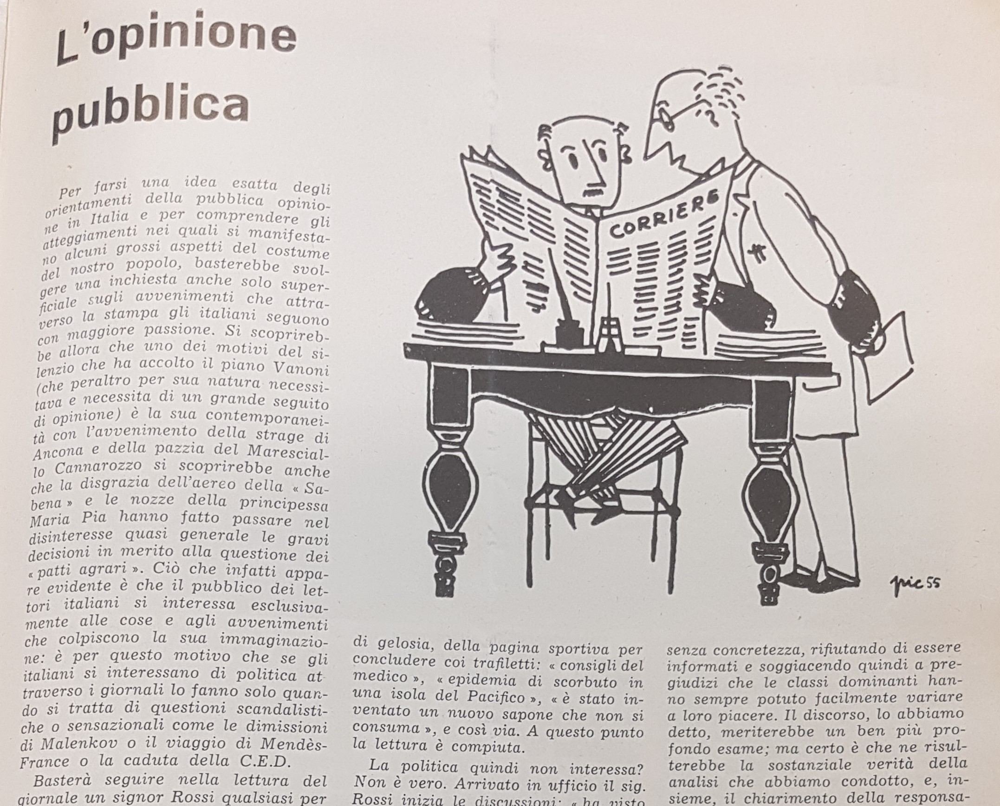 L'opinione
pubblica
Per farsi una idea esatta degli
orientamenti della pubblica opinio-
ne in Italia e per comprendere gli
atteggiamenti nei quali si manifesta-
no alcuni grossi aspetti del costume
del nostro popolo, basterebbe svol-
gere una inchiesta anche solo super-
ficiale sugli avvenimenti che attra-
verso la stampa gli italiani seguono
con maggiore passione. Si scoprireb-
be allora che uno dei motivi del si-
lenzio che ha accolto il piano Vanoni
(che peraltro per sua natura necessi-
tava e necessita di un grande seguito
di opinione) è la sua contemporanei-
tà con l'avvenimento della strage di
Ancona e della pazzia del Marescial-
lo Cannarozzo si scoprirebbe anche
che la disgrazia dell'aereo della « Sa-
bena » e le nozze della principessa
Maria Pia hanno fatto passare nel
disinteresse quasi generale le gravi
decisioni in merito alla questione dei
« patti agrari ». Ciò che infatti appa-
re evidente è che il pubblico dei let-
tori italiani si interessa esclusiva-
mente alle cose e agli avvenimenti
che colpiscono la sua immaginazio-
ne: è per questo motivo che se gli
italiani si interessano di politica at-
traverso i giornali lo fanno solo quan-
do si tratta di questioni scandalisti-
che o sensazionali come le dimissioni
di Malenkov o il viaggio di Mendès-
France o la caduta della C.E.D.
Basterà seguire nella lettura del
giornale un signor Rossi qualsiasi per
CORRIERE
pic 55
di gelosia, della pagina sportiva per
concludere coi trafiletti: « consigli del
medico », « epidemia di scorbuto in
una isola del Pacifico », « è stato in-
ventato un nuovo sapone che non si
consuma », e così via. A questo punto
la lettura è compiuta.
La politica quindi non interessa?
Non è vero. Arrivato in ufficio il sig.
Rossi inizia le discussioni: « ha visto
senza concretezza, rifiutando di essere
informati e soggiacendo quindi a pre-
giudizi che le classi dominanti han-
no sempre potuto facilmente variare
a loro piacere. Il discorso, lo abbiamo
detto, meriterebbe un ben più pro-
fondo esame; ma certo è che ne risul-
terebbe la sostanziale verità della
analisi che abbiamo condotto, e, in-
sieme, il chiarimento della responsa-